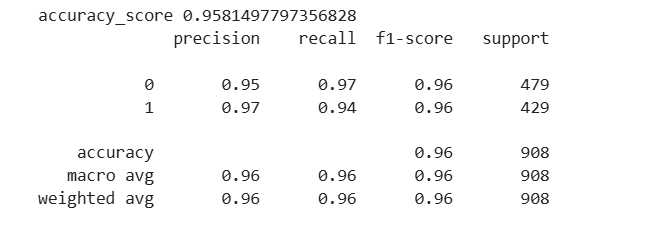 accuracy_score 0.9581497797356828
precision recall f1-score support
0 0.95 0.97 0.96 479
1 0.97 0.94 0.96 429
accuracy 0.96 908
macro avg 0.96 0.96 0.96 908
weighted avg 0.96 0.96 0.96 908